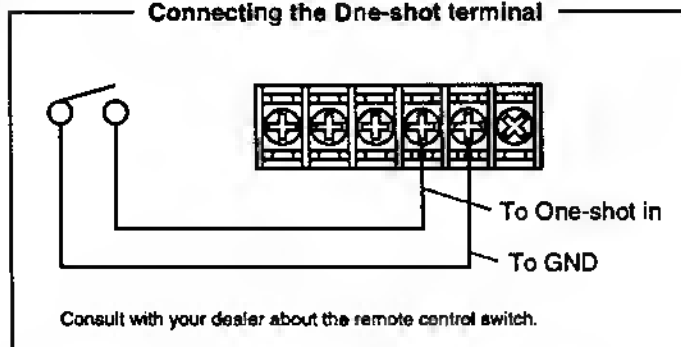 Connecting the Dne-shot terminal
To One-shot in
To GND
Consult with your dealer about the remote control switch.